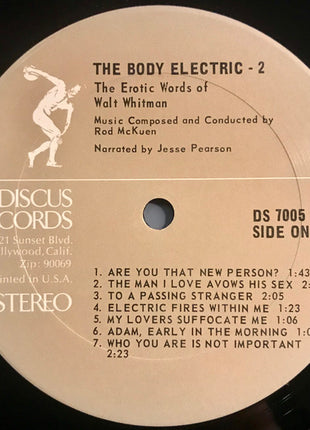 THE BODY ELECTRIC - 2
The Erotic Words of
Walt Whitman
Music Composed and Conducted by
Rod McKuen
Narrated by Jesse Pearson
DISCUS
CORDS
21 Sunset Blvd.
llywood, Calif.
Zip: 90069
rinted in U.S.A.
STEREO
DS 7005
SIDE ON
1. ARE YOU THAT NEW PERSON? 1:43
2. THE MAN I LOVE AVOWS HIS SEX 2:
3. TO A PASSING STRANGER 2:05
4. ELECTRIC FIRES WITHIN ME 1:23
5. MY LOVERS SUFFOCATE ME 1:06
6. ADAM, EARLY IN THE MORNING 1:0
7. WHO YOU ARE IS NOT IMPORTANT
2:23